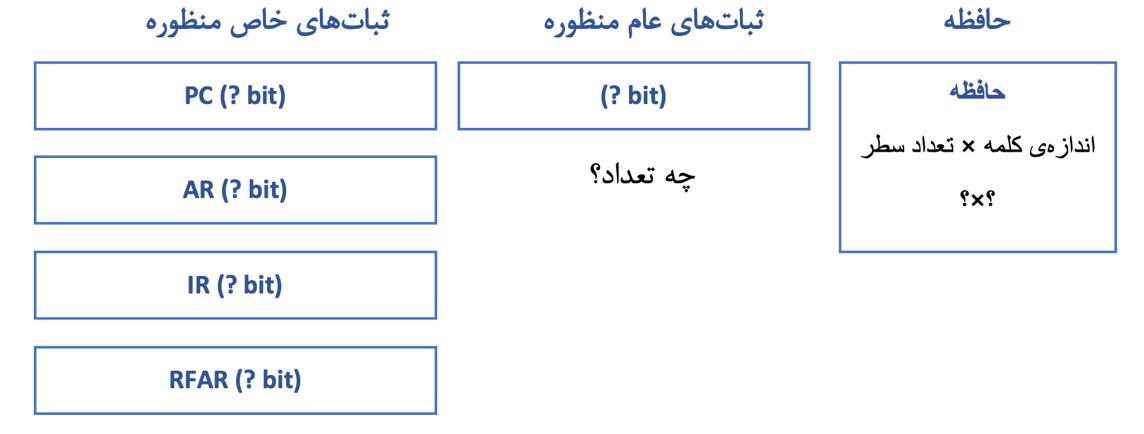 حافظه
ثبات‌های عام منظوره
ثبات‌های خاص منظوره
حافظه
اندازه‌ی کلمه × تعداد سطر
؟×؟
(? bit)
چه تعداد؟
PC (? bit)
AR (? bit)
IR (? bit)
RFAR (? bit)